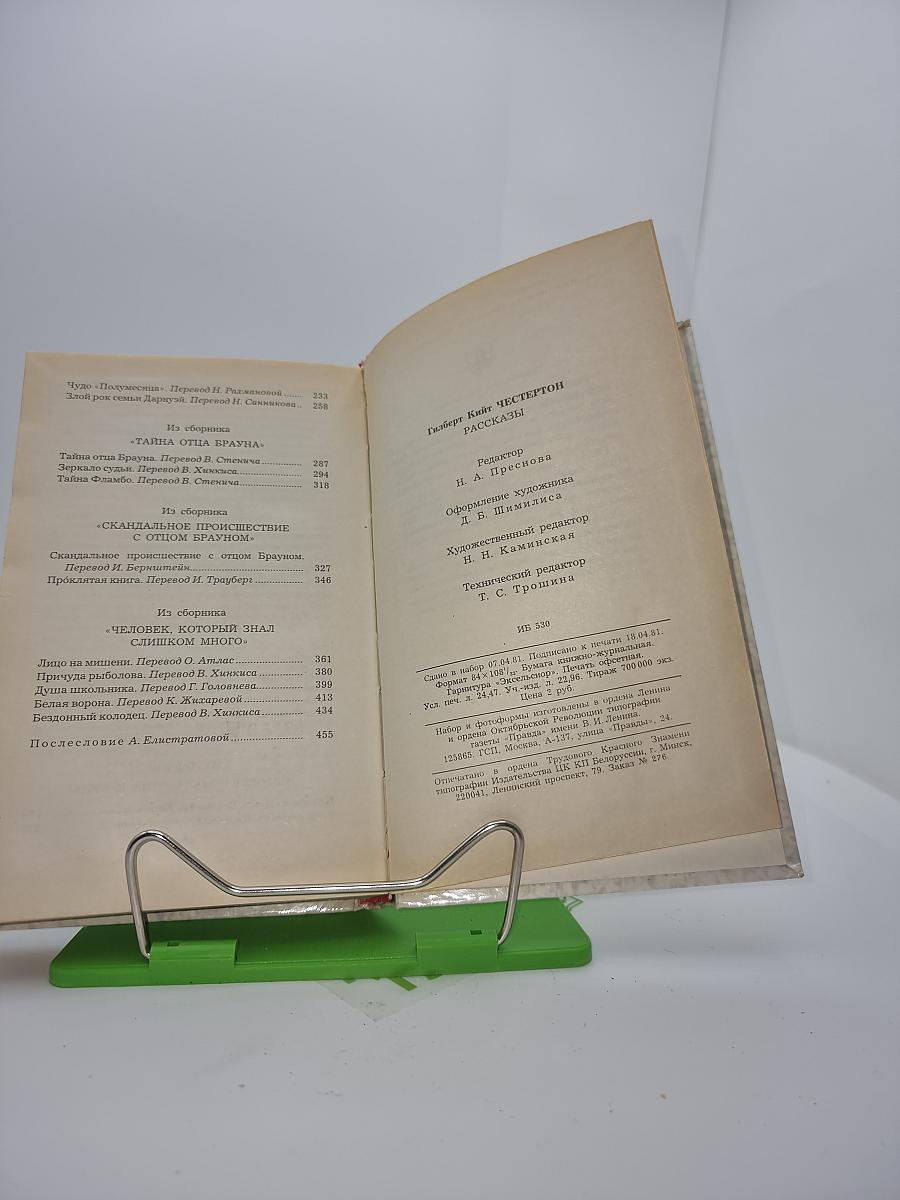 Чудо «Полумесяца». Перевод Н. Рахмановой ....... 233
Злой рок семьи Дарнуэй. Перевод Н. Санникова.. 258
Из сборника
«ТАЙНА ОТЦА БРАУНА»
Тайна отца Брауна. Перевод В. Стенича ................ 287
Зеркало судьи. Перевод В. Хинкиса....................... 294
Тайна Фламбо. Перевод В. Стенича....................... 318
Из сборника
«СКАНДАЛЬНОЕ ПРОИСШЕСТВИЕ
С ОТЦОМ БРАУНОМ»
Скандальное происшествие с отцом Брауном.
Перевод И. Бернштейн............................ 327
Проклятая книга. Перевод И. Трауберг ................ 346
Из сборника
«ЧЕЛОВЕК, КОТОРЫЙ ЗНАЛ
СЛИШКОМ МНОГО»
Лицо на мишени. Перевод О. Атлас....................... 361
Причуда рыболова. Перевод В. Хинкиса ............... 380
Душа школьника. Перевод Г. Головнева............... 399
Белая ворона. Перевод К. Жихаревой ................... 413
Бездонный колодец. Перевод В. Хинкиса ............. 434
Послесловие А. Елистратовой........................ 455
Гилберт Кийт ЧЕСТЕРТОН
РАССКАЗЫ
Редактор
Н. А. Преснова
Оформление художника
Д. Б. Шимилиса
Художественный редактор
Н. Н. Каминская
Технический редактор
Т. С. Трошина
ИБ 530
Сдано в набор 07.04.81. Подписано к печати 18.04.81.
Формат 84×108¹/₃₂. Бумага книжно-журнальная.
Гарнитура «Эксельсиор». Печать офсетная.
Усл. печ. л. 24,47. Уч.-изд. л. 22,96. Тираж 700 000 экз.
Цена 2 руб.
Набор и фотоформы изготовлены в ордена Ленина
и ордена Октябрьской Революции типографии
газеты «Правда» имени В. И. Ленина.
125865. ГСП, Москва, А-137, улица «Правды», 24.
Отпечатано в ордена Трудового Красного Знамени
типографии Издательства ЦК КП Белоруссии, г. Минск,
220041, Ленинский проспект, 79. Заказ № 276.